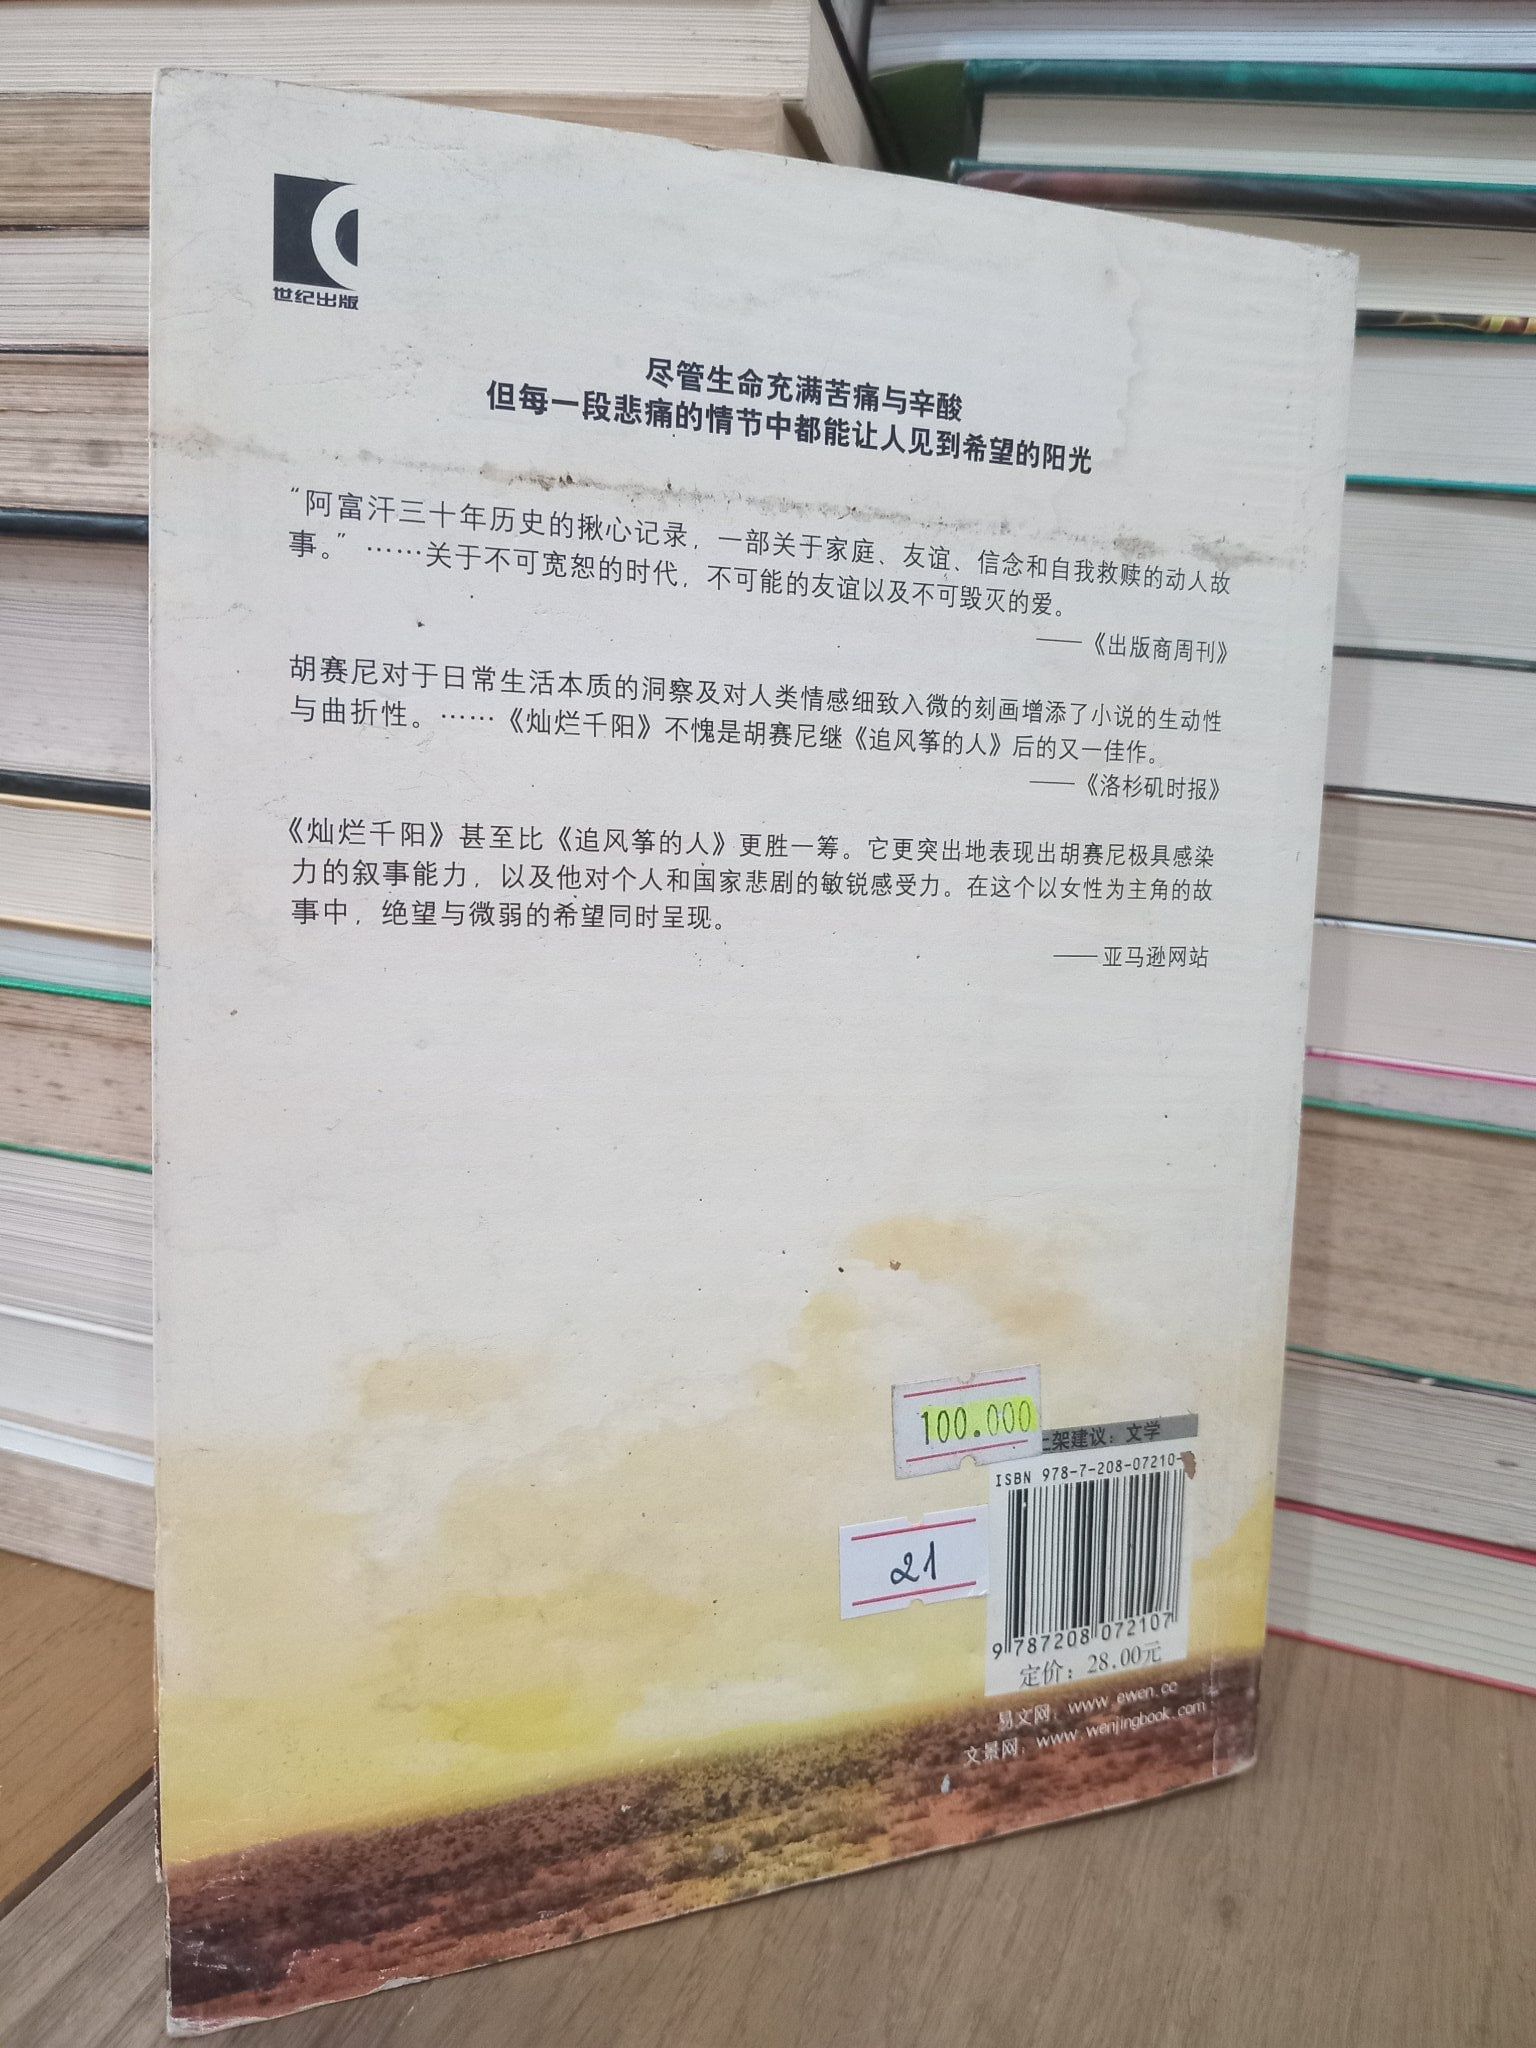 世纪出版
尽管生命充满苦痛与辛酸
但每一段悲痛的情节中都能让人见到希望的阳光
“阿富汗三十年历史的揪心记录，一部关于家庭、友谊、信念和自我救赎的动人故
事。”……关于不可宽恕的时代，不可能的友谊以及不可毁灭的爱。
——《出版商周刊》
胡赛尼对于日常生活本质的洞察及对人类情感细致入微的刻画增添了小说的生动性
与曲折性。……《灿烂千阳》不愧是胡赛尼继《追风筝的人》后的又一佳作。
——《洛杉矶时报》
《灿烂千阳》甚至比《追风筝的人》更胜一筹。它更突出地表现出胡赛尼极具感染
力的叙事能力，以及他对个人和国家悲剧的敏锐感受力。在这个以女性为主角的故
事中，绝望与微弱的希望同时呈现。
——亚马逊网站
100.000
上架建议：文学
ISBN 978-7-208-07210-
21
9 787208 072107
定价：28.00元
易文网：www.ewen.cc
文景网：www.wenjingbook.com